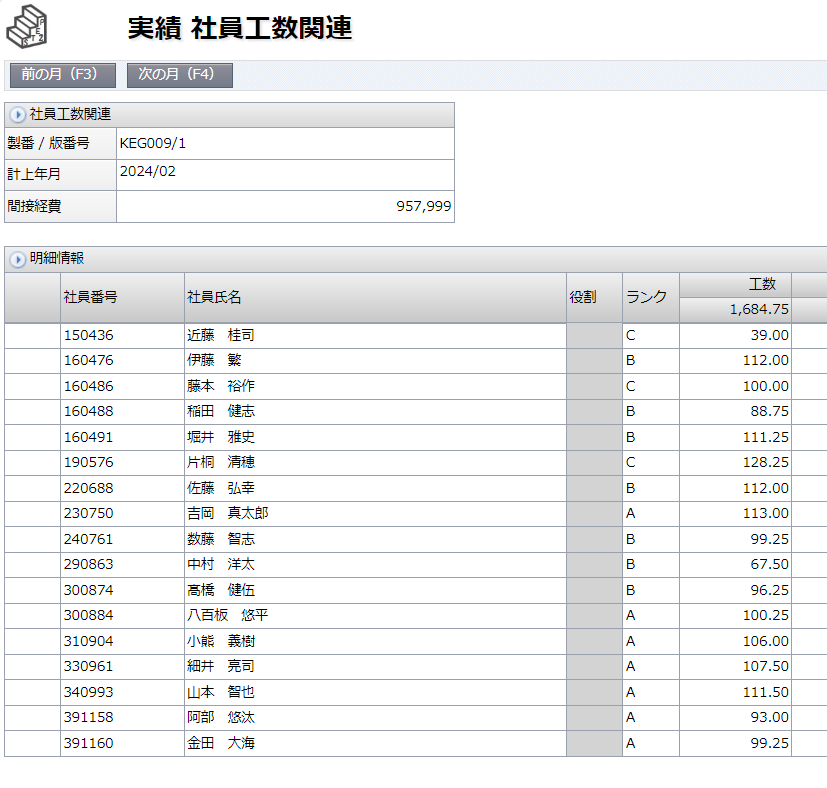 実績 社員工数関連
前の月（F3） 次の月（F4）
社員工数関連
製番 / 版番号 KEG009/1
計上年月 2024/02
間接経費 957,999
明細情報
社員番号 社員氏名 役割 ランク 工数
1,684.75
150436 近藤　桂司 C 39.00
160476 伊藤　繁 B 112.00
160486 藤本　裕作 C 100.00
160488 稲田　健志 B 88.75
160491 堀井　雅史 B 111.25
190576 片桐　清穂 C 128.25
220688 佐藤　弘幸 B 112.00
230750 吉岡　真太郎 A 113.00
240761 数藤　智志 B 99.25
290863 中村　洋太 B 67.50
300874 高橋　健伍 B 96.25
300884 八百板　悠平 A 100.25
310904 小熊　義樹 A 106.00
330961 細井　亮司 A 107.50
340993 山本　智也 A 111.50
391158 阿部　悠汰 A 93.00
391160 金田　大海 A 99.25